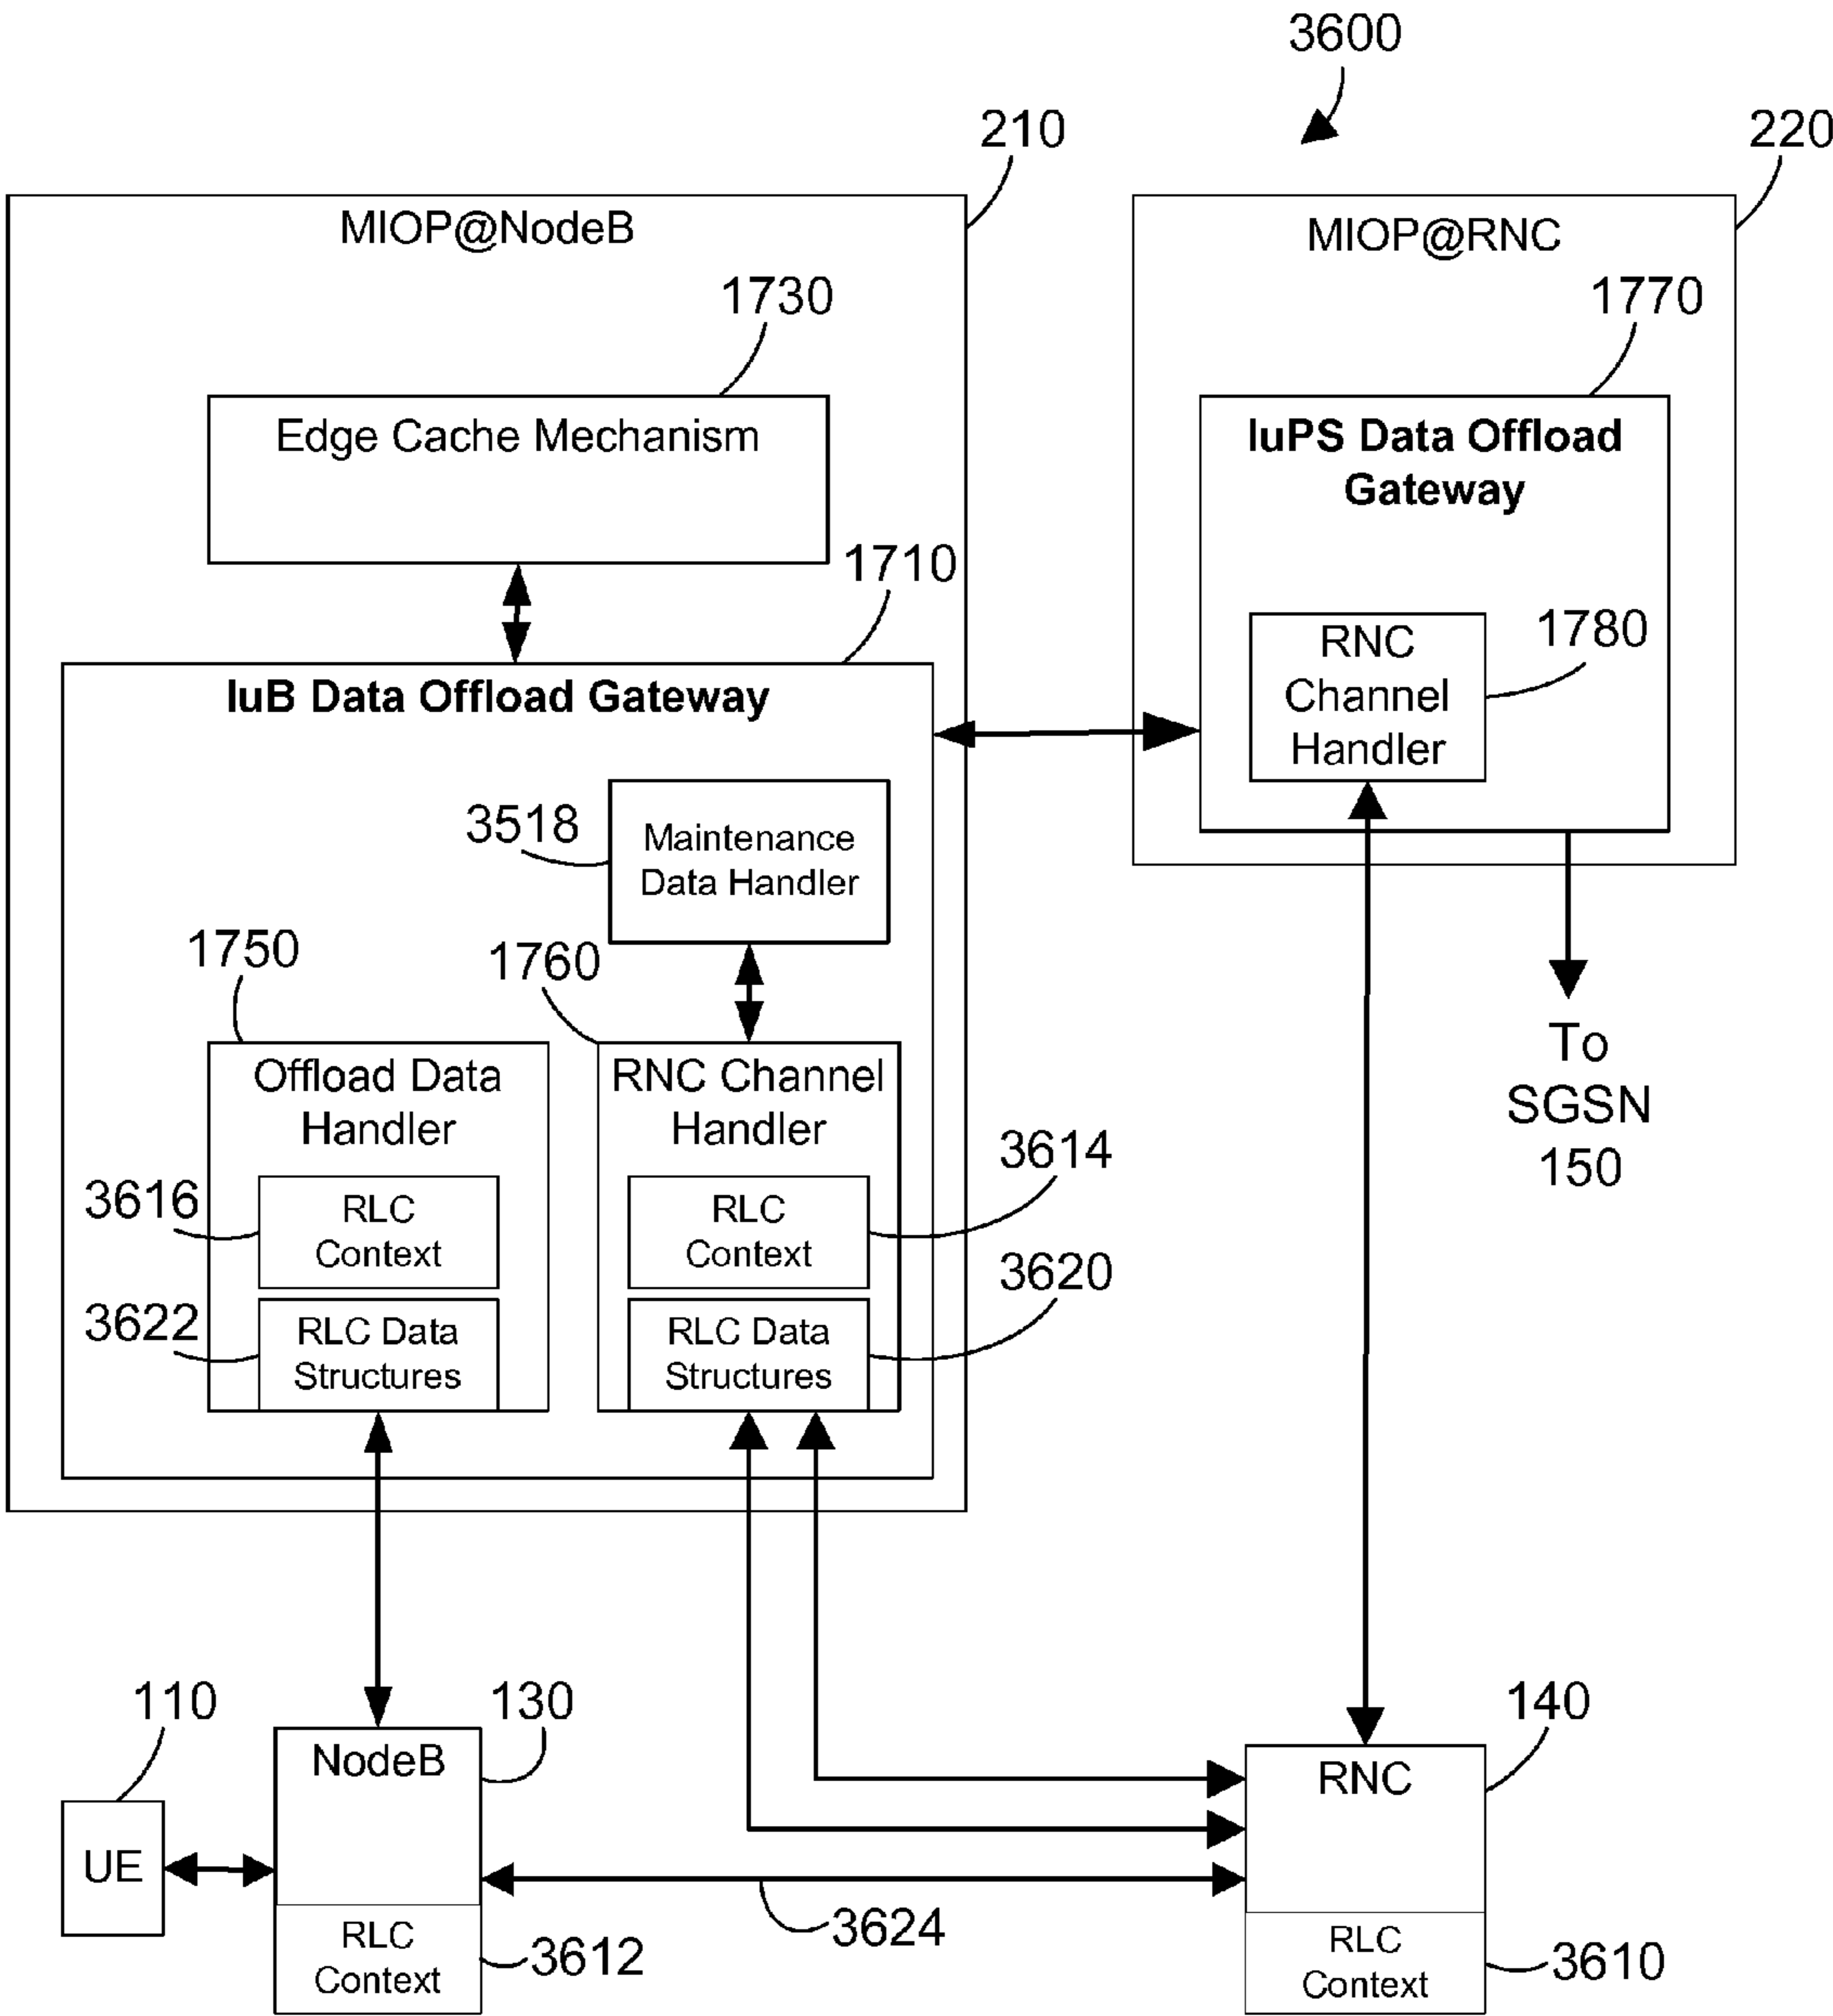 3600
210
220
MIOP@NodeB
MIOP@RNC
1730
1770
Edge Cache Mechanism
IuPS Data Offload
Gateway
1710
RNC
Channel
Handler
1780
IuB Data Offload Gateway
3518
Maintenance
Data Handler
1750
1760
To
SGSN
150
Offload Data
Handler
RNC Channel
Handler
3616
RLC
Context
RLC
Context
3614
3622
RLC Data
Structures
RLC Data
Structures
3620
110
130
140
NodeB
RNC
UE
3624
RLC
Context
3612
RLC
Context
3610